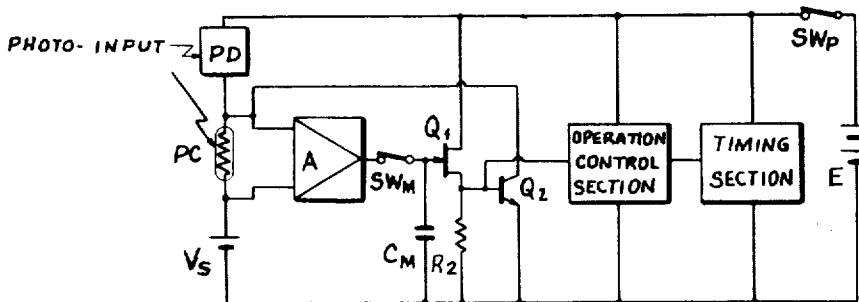 PHOTO-INPUT
PD
SWP
PC
A
SWM
Q1
Q2
OPERATION
CONTROL
SECTION
TIMING
SECTION
E
VS
CM
R2